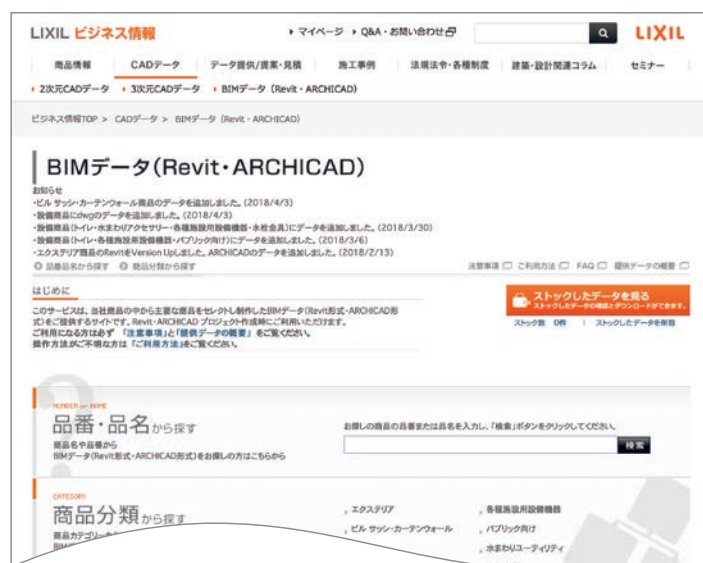 LIXIL ビジネス情報
マイページ Q&A・お問い合わせ
LIXIL
商品情報 CADデータ データ提供/提案・見積 施工事例 法規法令・各種制度 建築・設計関連コラム セミナー
2次元CADデータ 3次元CADデータ BIMデータ (Revit・ARCHICAD)
ビジネス情報TOP > CADデータ > BIMデータ (Revit・ARCHICAD)
BIMデータ(Revit・ARCHICAD)
お知らせ
・ビル サッシ・カーテンウォール商品のデータを追加しました。(2018/4/3)
・設備商品にdwgのデータを追加しました。(2018/4/3)
・設備商品(トイレ・水まわりアクセサリー・各種施設用設備機器・水栓金具)にデータを追加しました。(2018/3/30)
・設備商品(トイレ・各種施設用設備機器・パブリック向け)にデータを追加しました。(2018/3/6)
・エクステリア商品のRevitをVersion Upしました。ARCHICADのデータを追加しました。(2018/2/13)
品番品名から探す 商品分類から探す
注意事項 ご利用方法 FAQ 提供データの概要
はじめに
このサービスは、当社商品の中から主要な商品をセレクトし制作したBIMデータ(Revit形式・ARCHICAD形
式)をご提供するサイトです。Revit・ARCHICAD プロジェクト作成時にご利用いただけます。
ご利用になる方は必ず 「注意事項」と「提供データの概要」 をご覧ください。
操作方法がご不明な方は 「ご利用方法」をご覧ください。
ストックしたデータを見る
ストックしたデータの確認とダウンロードができます。
ストック数 0件 | ストックしたデータを削除
NUMBER or NAME
品番・品名から探す
商品名や品番から
BIMデータ(Revit形式・ARCHICAD形式)をお探しの方はこちらから
お探しの商品の品番または品名を入力し、「検索」ボタンをクリックしてください。
検索
CATEGORY
商品分類から探す
商品カテゴリーか
エクステリア
ビル サッシ・カーテンウォール
各種施設用設備機器
パブリック向け
水まわりユーティリティ